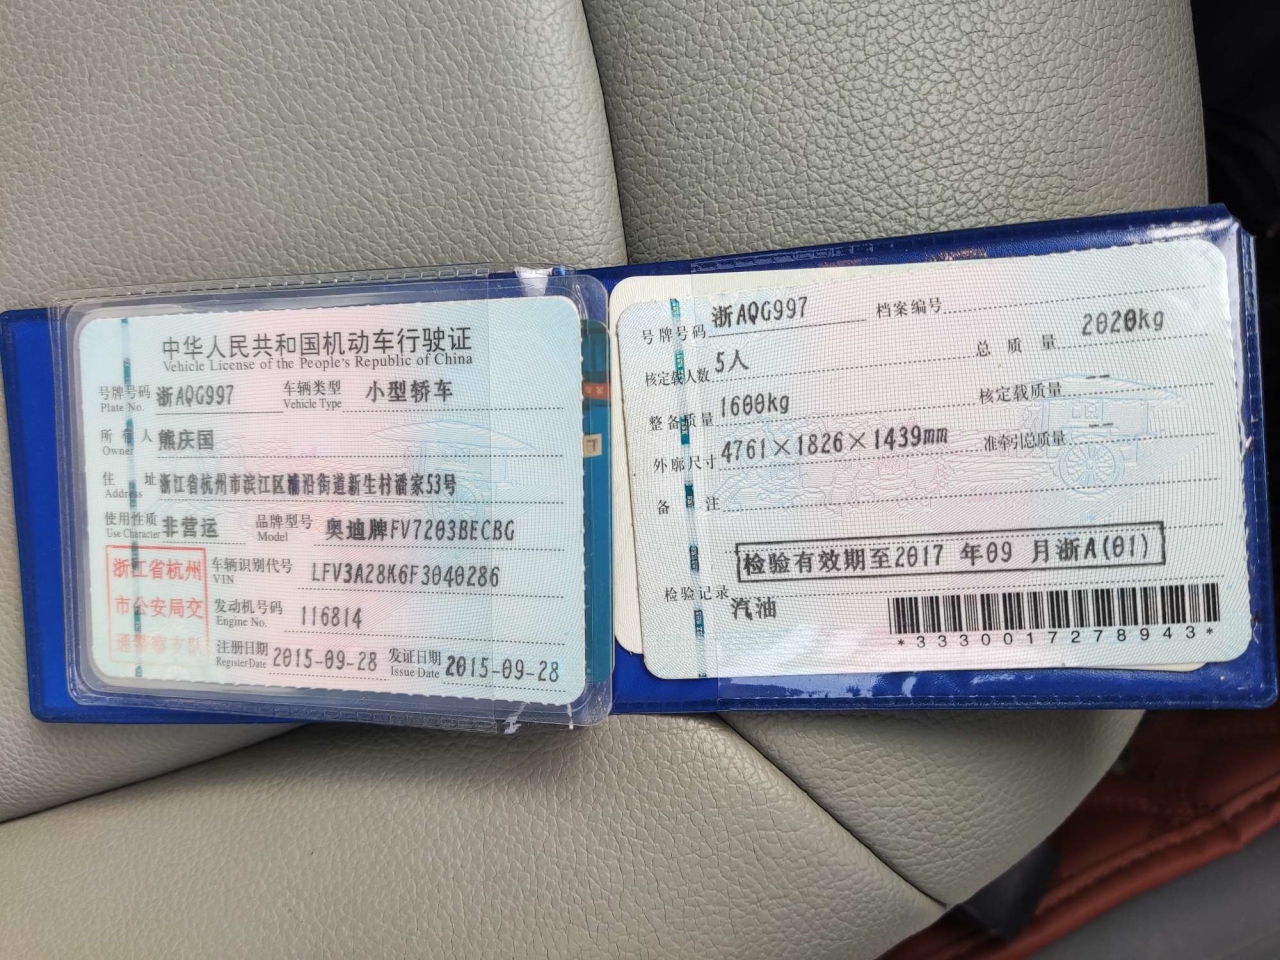 中华人民共和国机动车行驶证
Vehicle License of the People's Republic of China
号牌号码 浙AQG997 车辆类型 小型轿车
Plate No. Vehicle Type
所有人 熊庆国
Owner
住址 浙江省杭州市滨江区浦沿街道新生村潘家53号
Address
使用性质 非营运 品牌型号 奥迪牌FV7203BECBG
Use Character Model
浙江省杭州
市公安局交
通警察支队
车辆识别代号 LFV3A28K6F3040286
VIN
发动机号码 116814
Engine No.
注册日期 2015-09-28 发证日期 2015-09-28
Register Date Issue Date
号牌号码 浙AQG997 档案编号
核定载人数 5人 总质量 2020kg
整备质量 1600kg 核定载质量 --
外廓尺寸 4761×1826×1439mm 准牵引总质量 --
备注
检验有效期至2017 年09 月浙A(01)
检验记录
汽油
*3330017278943*